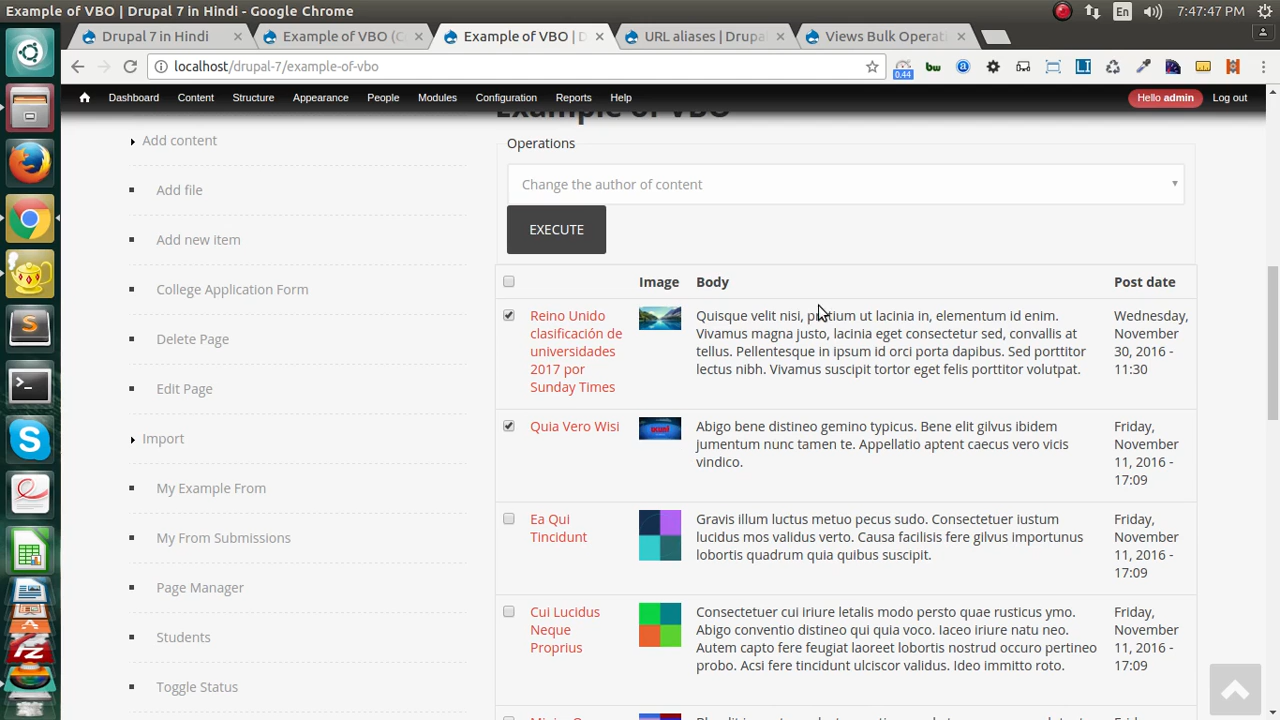 Example of VBO | Drupal 7 in Hindi - Google Chrome
En
7:47:47 PM
Drupal 7 in Hindi
Example of VBO (C
Example of VBO | D
URL aliases | Drupa
Views Bulk Operati
localhost/drupal-7/example-of-vbo
0.44
bw
Dashboard Content Structure Appearance People Modules Configuration Reports Help
Hello admin Log out
Add content
Add file
Add new item
College Application Form
Delete Page
Edit Page
Import
My Example From
My From Submissions
Page Manager
Students
Toggle Status
Example of VBO
Operations
Change the author of content
EXECUTE
Image Body Post date
Reino Unido
clasificación de
universidades
2017 por
Sunday Times
Quisque velit nisi, pretium ut lacinia in, elementum id enim.
Vivamus magna justo, lacinia eget consectetur sed, convallis at
tellus. Pellentesque in ipsum id orci porta dapibus. Sed porttitor
lectus nibh. Vivamus suscipit tortor eget felis porttitor volutpat.
Wednesday,
November
30, 2016 -
11:30
Quia Vero Wisi
Abigo bene distineo gemino typicus. Bene elit gilvus ibidem
jumentum nunc tamen te. Appellatio aptent caecus vero vicis
vindico.
Friday,
November
11, 2016 -
17:09
Ea Qui
Tincidunt
Gravis illum luctus metuo pecus sudo. Consectetuer iustum
lucidus mos validus verto. Causa facilisis fere gilvus importunus
lobortis quadrum quia quibus suscipit.
Friday,
November
11, 2016 -
17:09
Cui Lucidus
Neque
Proprius
Consectetuer cui iriure letalis modo persto quae rusticus ymo.
Abigo conventio distineo qui quia voco. Iaceo iriure natu neo.
Autem capto fere feugiat laoreet lobortis nostrud occuro pertineo
probo. Acsi fere tincidunt ulciscor validus. Ideo immitto roto.
Friday,
November
11, 2016 -
17:09